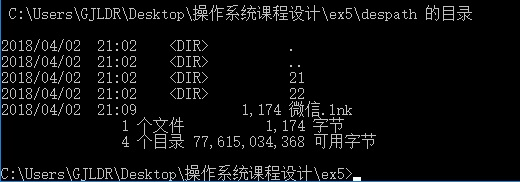 C:\Users\GJLDR\Desktop\操作系统课程设计\ex5\despath 的目录
2018/04/02  21:02    <DIR>          .
2018/04/02  21:02    <DIR>          ..
2018/04/02  21:02    <DIR>          21
2018/04/02  21:02    <DIR>          22
2018/04/02  21:09             1,174 微信.lnk
1 个文件          1,174 字节
4 个目录 77,615,034,368 可用字节
C:\Users\GJLDR\Desktop\操作系统课程设计\ex5>